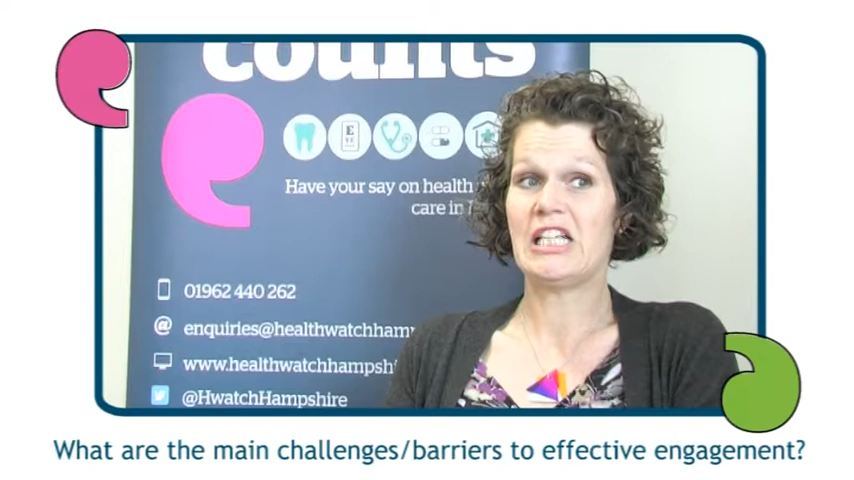 counts
E
Have your say on health
care in
01962 440 262
@ enquiries@healthwatchham
www.healthwatchhampshi
@HwatchHampshire
What are the main challenges/barriers to effective engagement?